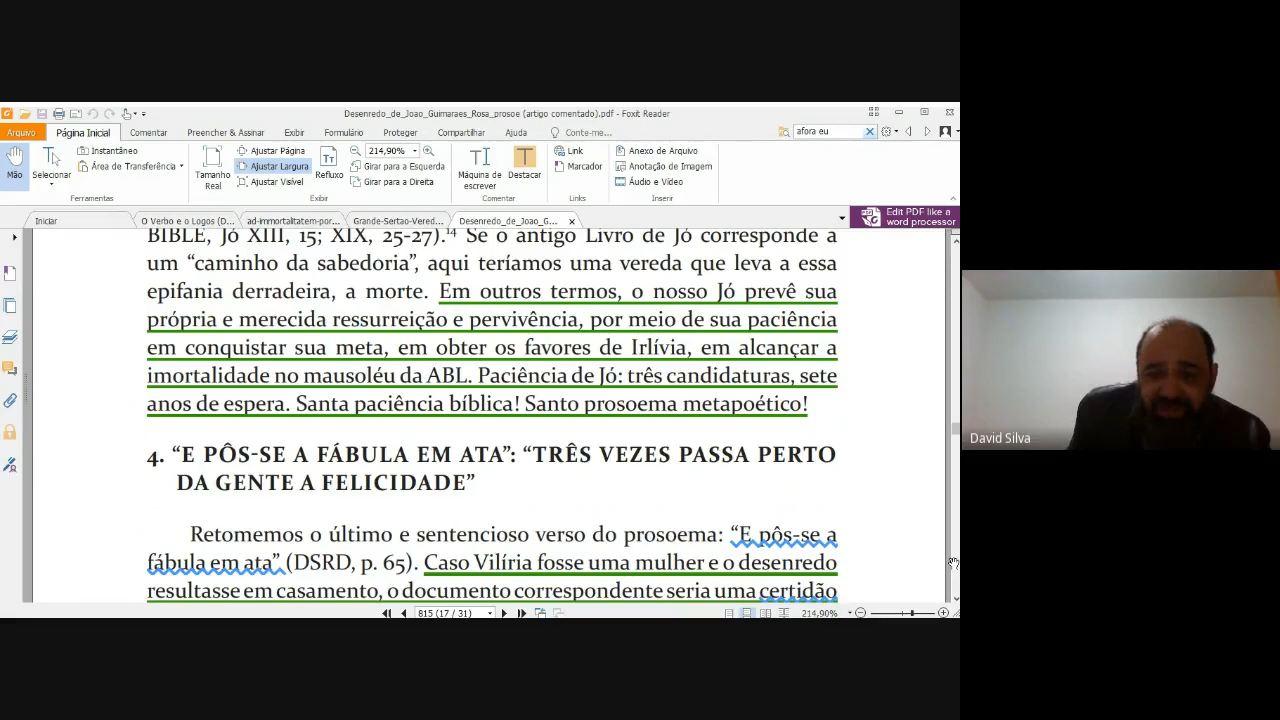 Desenredo_de_Joao_Guimaraes_Rosa_prosoe (artigo comentado).pdf - Foxit Reader
Arquivo Página Inicial Comentar Preencher & Assinar Exibir Formulário Proteger Compartilhar Ajuda Conte-me... afora eu
Mão
Selecionar
Instantâneo
Área de Transferência
Ferramentas
Tamanho Real
Ajustar Página
Ajustar Largura
Ajustar Visível
Refluxo
214,90%
Girar para a Esquerda
Girar para a Direita
Exibir
Máquina de escrever
Destacar
Comentar
Link
Marcador
Links
Anexo de Arquivo
Anotação de Imagem
Áudio e Vídeo
Inserir
Iniciar O Verbo e o Logos (D... ad-immortalitatem-por... Grande-Sertao-Vered... Desenredo_de_Joao_G...
Edit PDF like a
word processor
BIBLE, Jó XIII, 15; XIX, 25-27).14 Se o antigo Livro de Jó corresponde a
um “caminho da sabedoria”, aqui teríamos uma vereda que leva a essa
epifania derradeira, a morte. Em outros termos, o nosso Jó prevê sua
própria e merecida ressurreição e pervivência, por meio de sua paciência
em conquistar sua meta, em obter os favores de Irlívia, em alcançar a
imortalidade no mausoléu da ABL. Paciência de Jó: três candidaturas, sete
anos de espera. Santa paciência bíblica! Santo prosoema metapoético!
4. “E PÔS-SE A FÁBULA EM ATA”: “TRÊS VEZES PASSA PERTO
DA GENTE A FELICIDADE”
Retomemos o último e sentencioso verso do prosoema: “E pôs-se a
fábula em ata” (DSRD, p. 65). Caso Vilíria fosse uma mulher e o desenredo
resultasse em casamento, o documento correspondente seria uma certidão
815 (17 / 31) 214,90%
David Silva